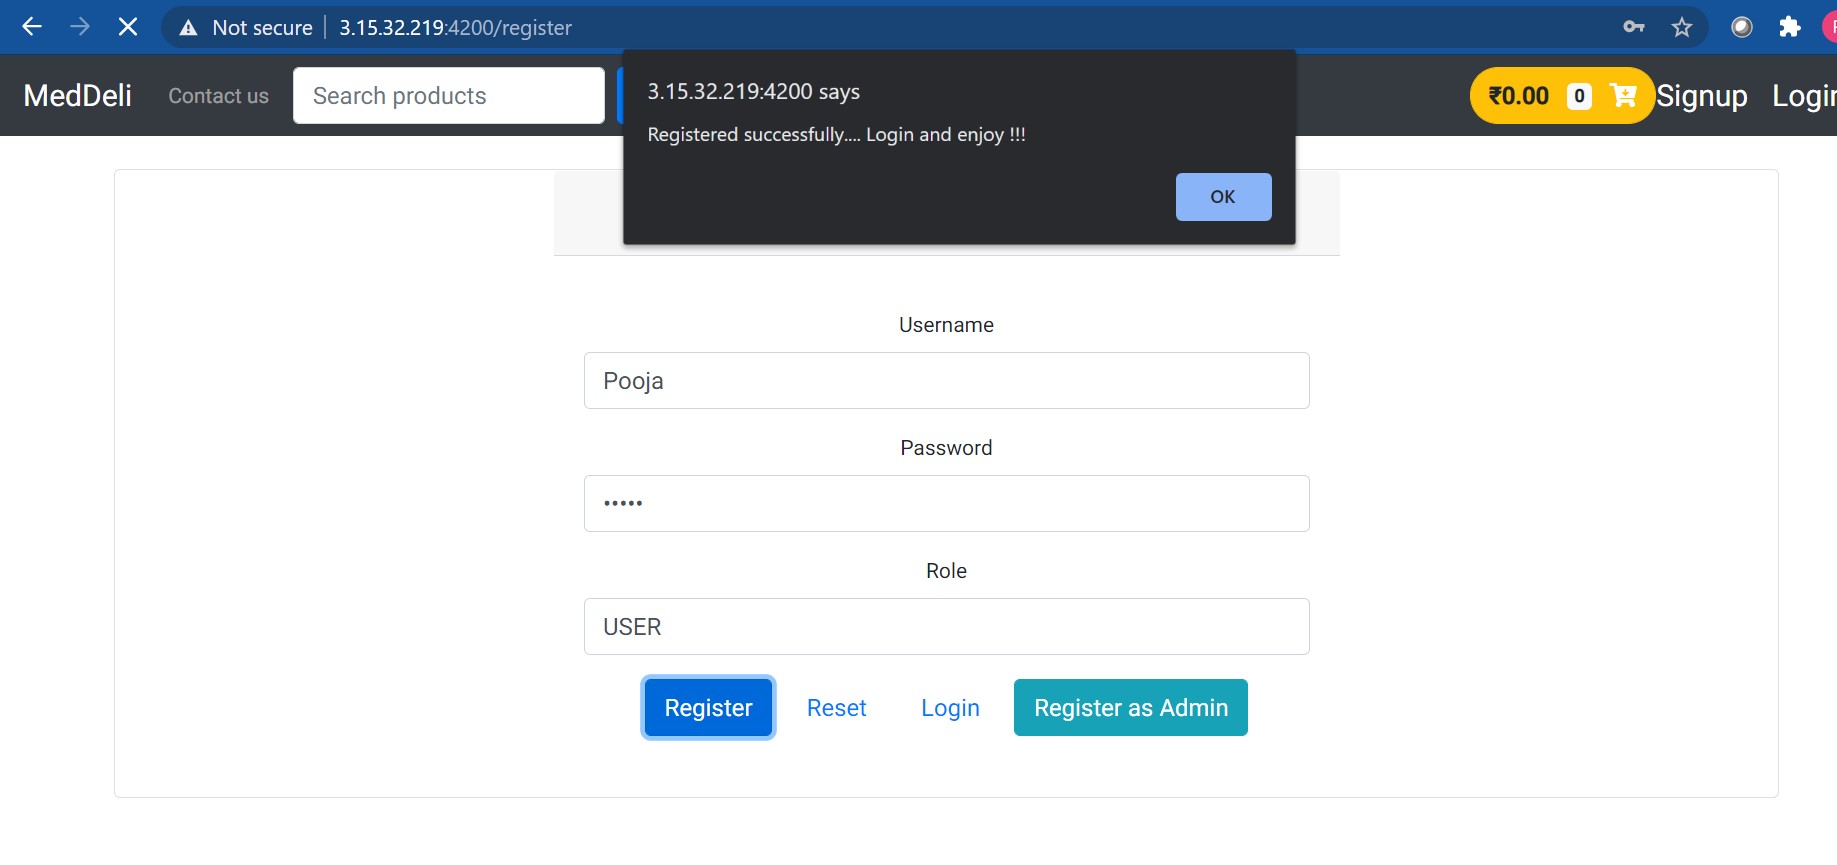 Not secure | 3.15.32.219:4200/register
MedDeli Contact us Search products ₹0.00 0 Signup Login
3.15.32.219:4200 says
Registered successfully.... Login and enjoy !!!
OK
Username
Pooja
Password
•••••
Role
USER
Register Reset Login Register as Admin